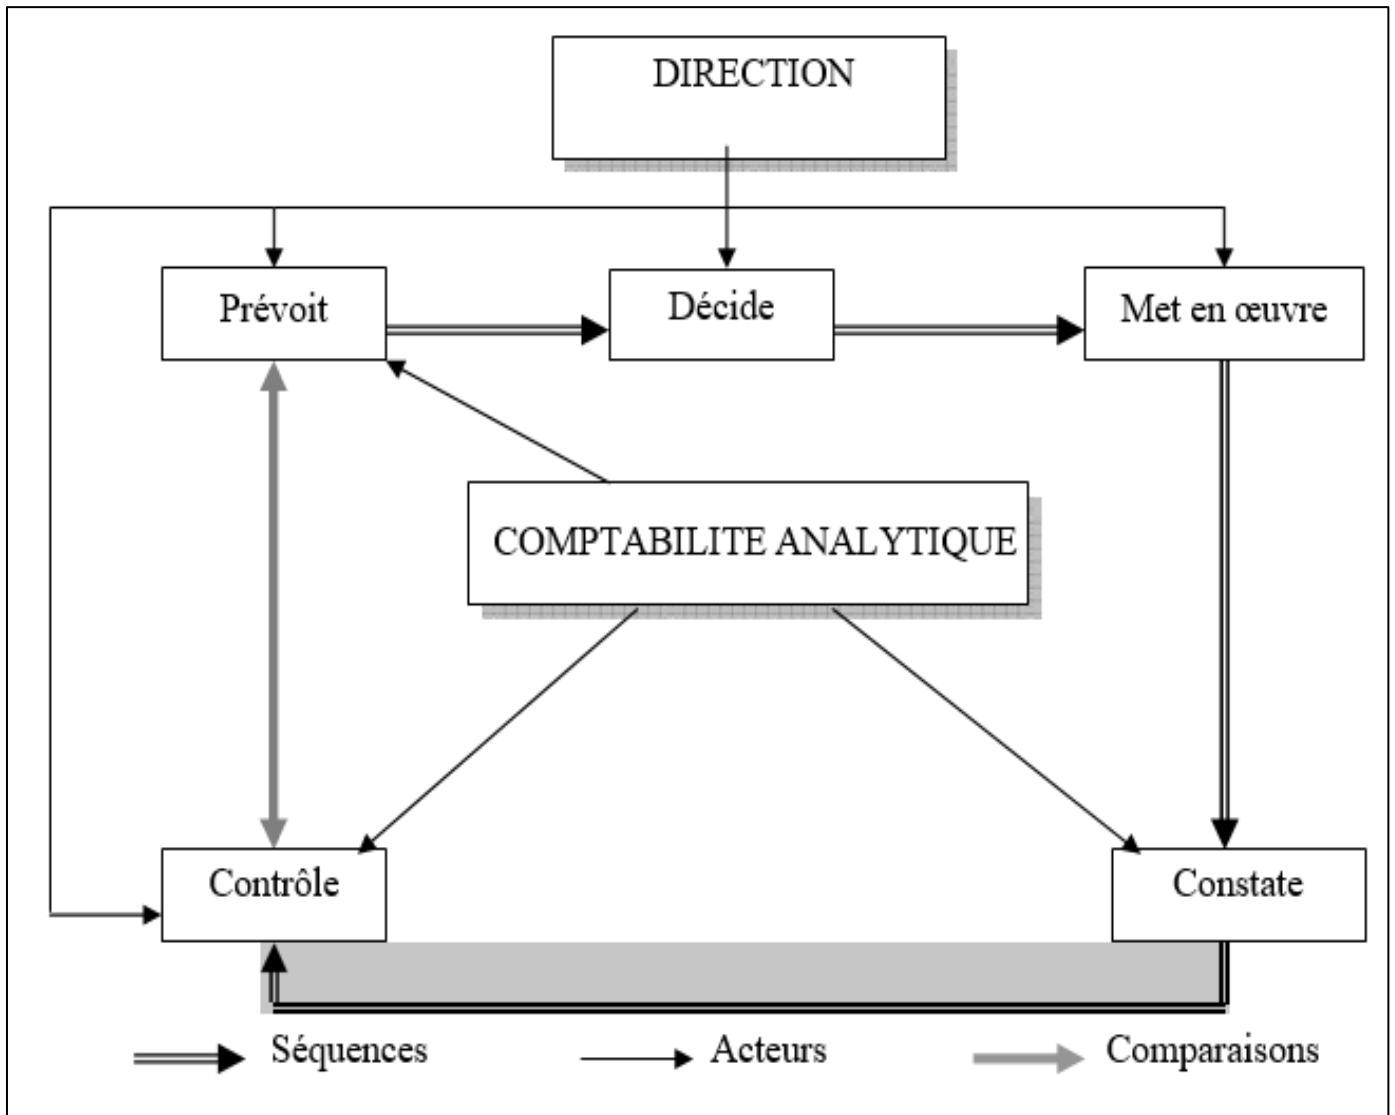 DIRECTION
Prévoit
Décide
Met en œuvre
COMPTABILITE ANALYTIQUE
Contrôle
Constate
Séquences
Acteurs
Comparaisons